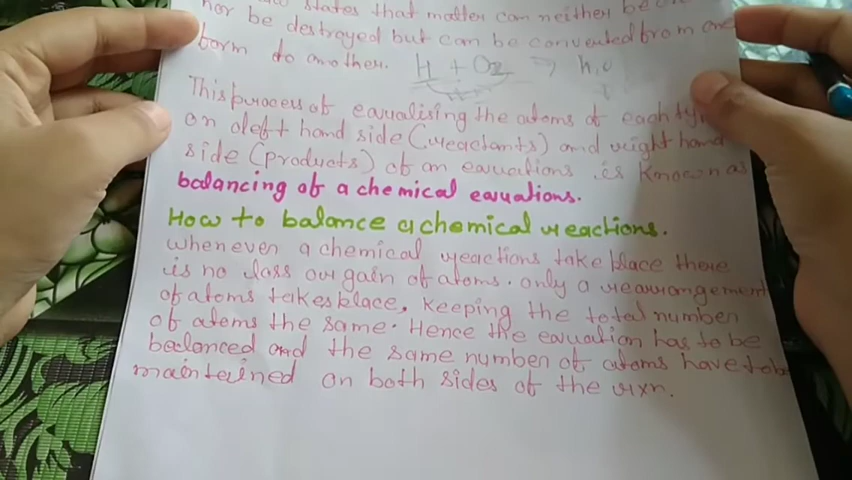 states that matter can neither be
nor be destroyed but can be converted from one
form to another. H + O2 → h2o
This process of equalising the atoms of each ty
on left hand side (reactants) and right hand
side (products) of an equations, is known as
balancing of a chemical equations.
How to balance a chemical reactions.
whenever a chemical reactions take place there
is no loss or gain of atoms. only a rearrangement
of atoms takes place, keeping the total number
of atoms the same. Hence the equation has to be
balanced and the same number of atoms have to be
maintained on both sides of the rxn.